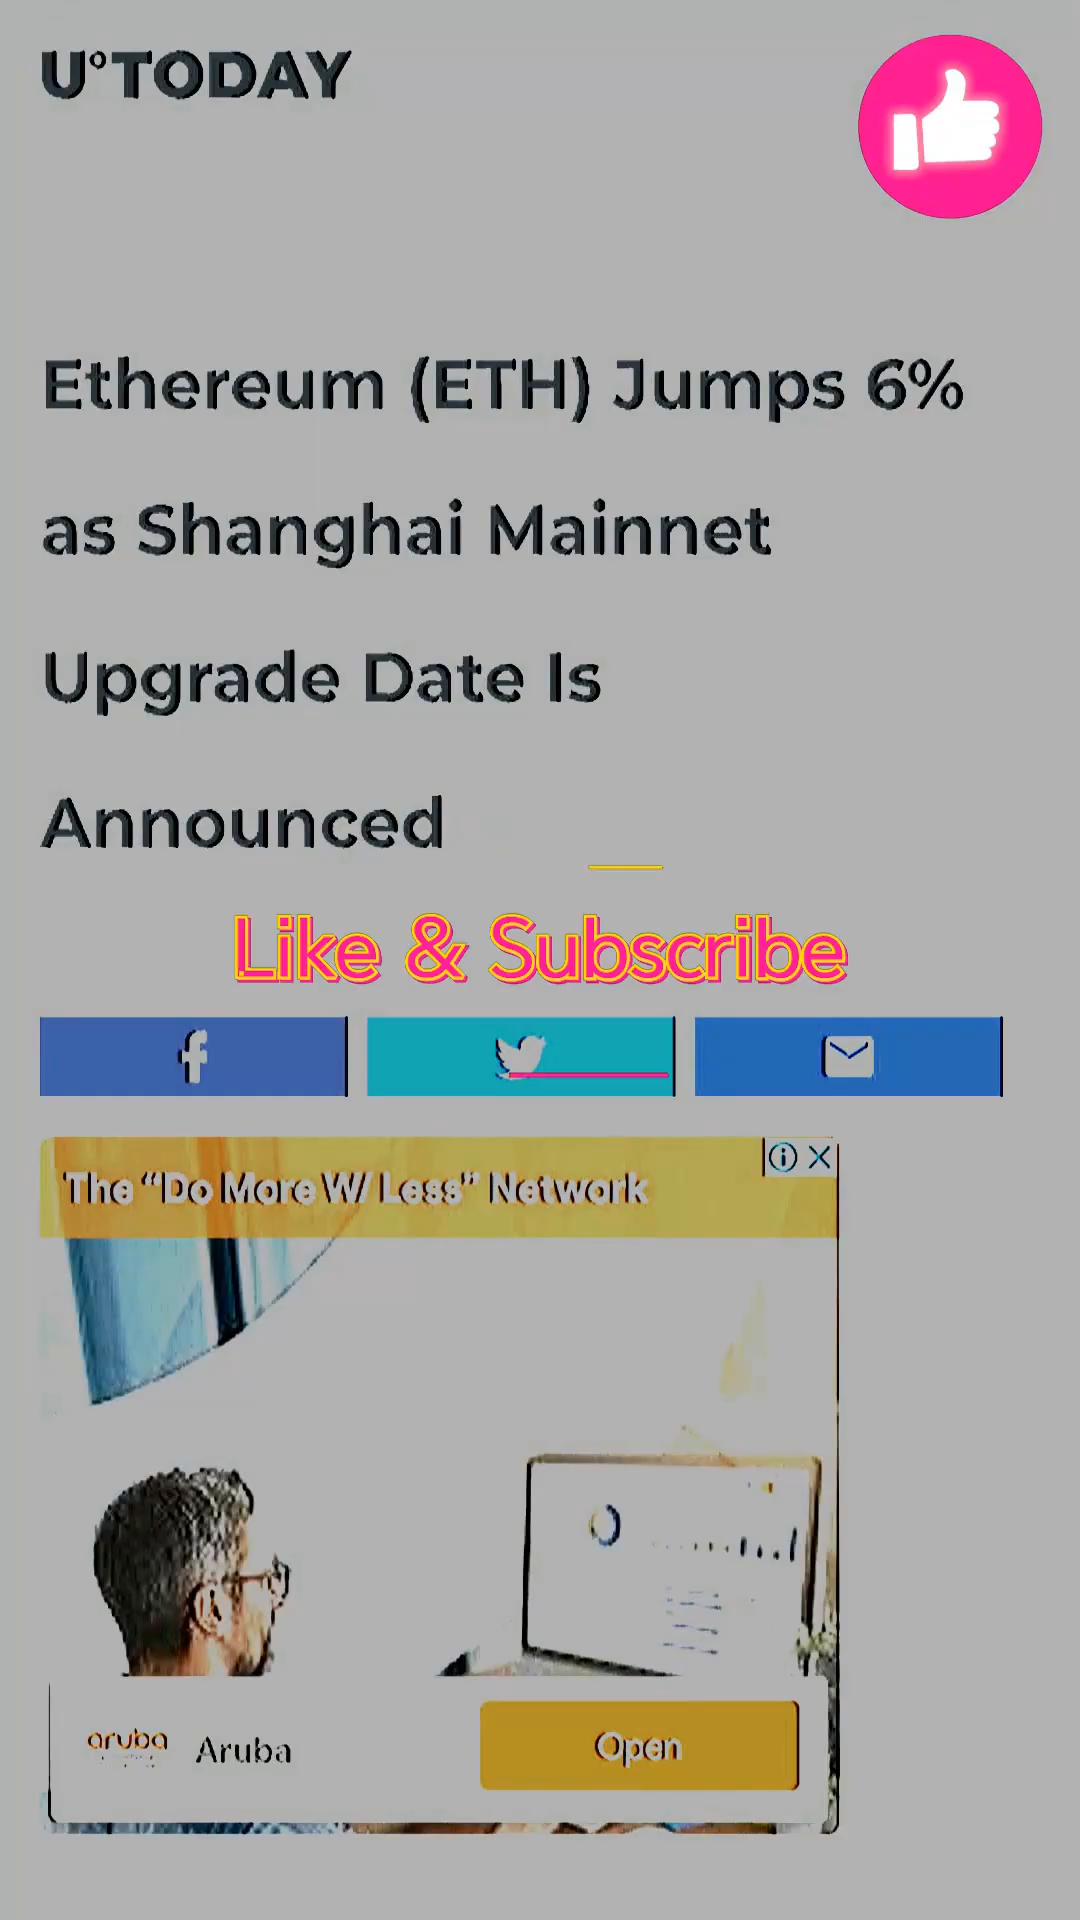 U°TODAY
Ethereum (ETH) Jumps 6%
as Shanghai Mainnet
Upgrade Date Is
Announced
Like & Subscribe
The “Do More W/ Less” Network
aruba
Aruba
Open